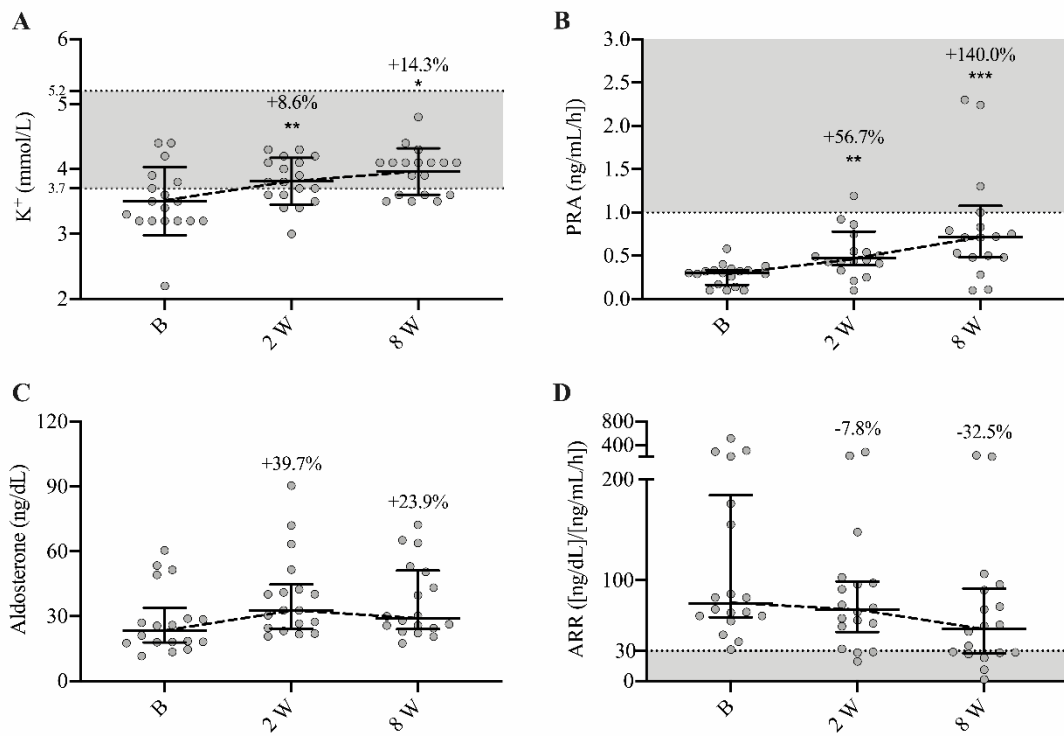 A
K+ (mmol/L)
6
5.2
5
4
3.7
3
2
+8.6%
**
+14.3%
*
B
2 W
8 W
B
PRA (ng/mL/h])
3.0
2.5
2.0
1.5
1.0
0.5
0.0
+56.7%
**
+140.0%
***
B
2 W
8 W
C
Aldosterone (ng/dL)
120
90
60
30
0
+39.7%
+23.9%
B
2 W
8 W
D
ARR ([ng/dL]/[ng/mL/h])
800
400
200
100
30
0
-7.8%
-32.5%
B
2 W
8 W